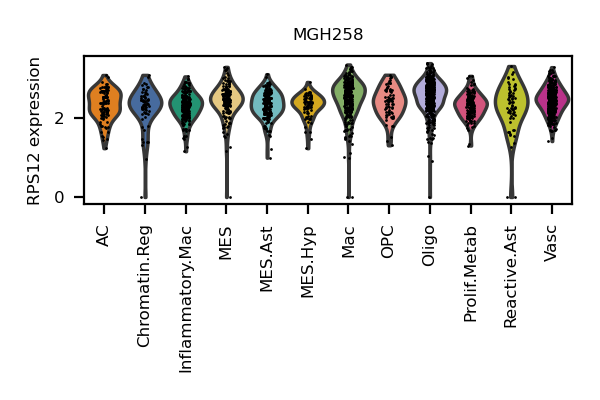 MGH258
RPS12 expression
2
0
AC
Chromatin.Reg
Inflammatory.Mac
MES
MES.Ast
MES.Hyp
Mac
OPC
Oligo
Prolif.Metab
Reactive.Ast
Vasc